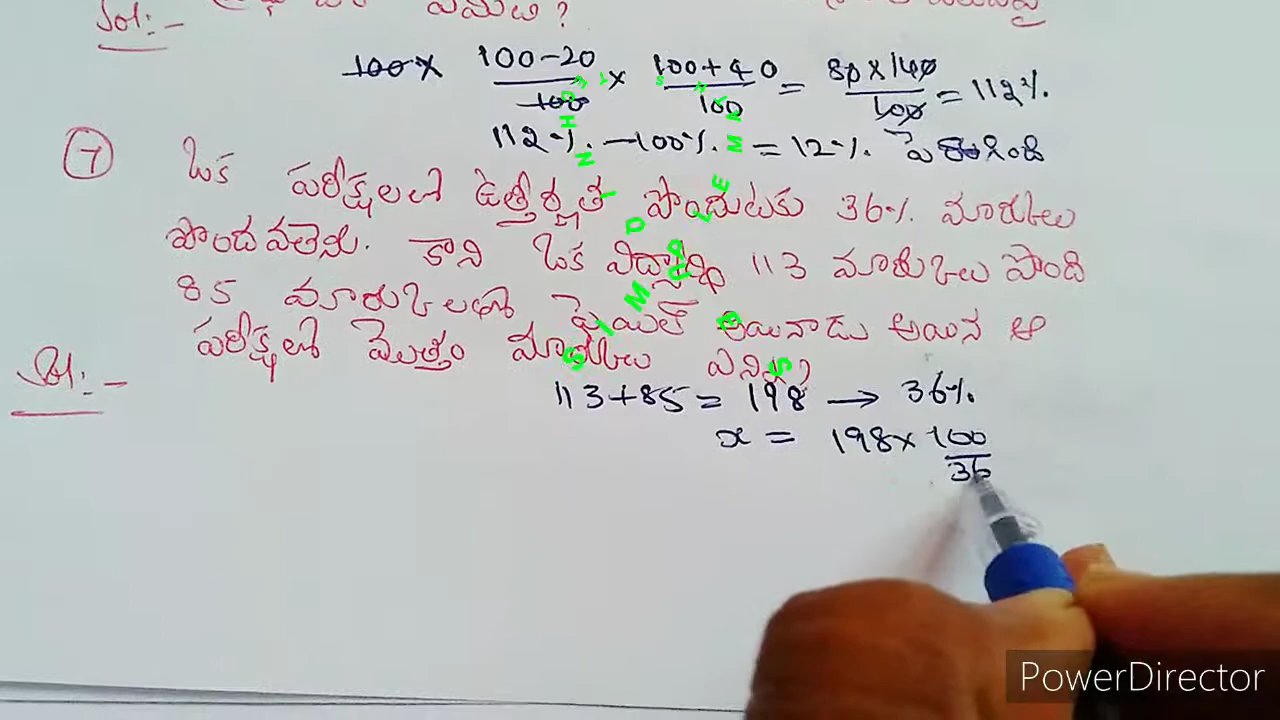 Sol:-
100 × 100-20/100 × 100+40/100 = 80×140/100 = 112%.
112% - 100% = 12% పెరిగింది
7 ఒక పరీక్షలలో ఉత్తీర్ణత పొందుటకు 36% మార్కులు
పొందవలెను. కాని ఒక విద్యార్థి 113 మార్కులు పొంది
85 మార్కులతో ఫెయిల్ అయినాడు అయిన ఆ
పరీక్షలో మొత్తం మార్కులు ఎన్ని?
Sol:-
113+85 = 198 → 36%.
x = 198× 100/36
PowerDirector